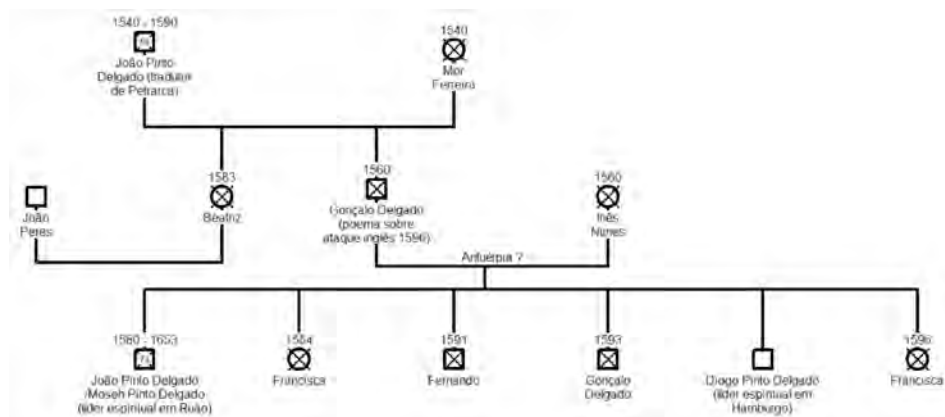 1540 - 1590
João Pinto
Delgado (tradutor
de Petrarca)
1540
Mor
Ferreira
João
Peres
1583
Beatriz
1560
Gonçalo Delgado
(poema sobre
ataque inglês 1596)
1560
Inês
Nunes
Antuérpia ?
1580 - 1653
João Pinto Delgado
/Moseh Pinto Delgado
(líder espiritual em Ruão)
1584
Francisca
1591
Fernando
1593
Gonçalo
Delgado
Diogo Pinto Delgado
(líder espiritual em
Hamburgo)
1596
Francisca